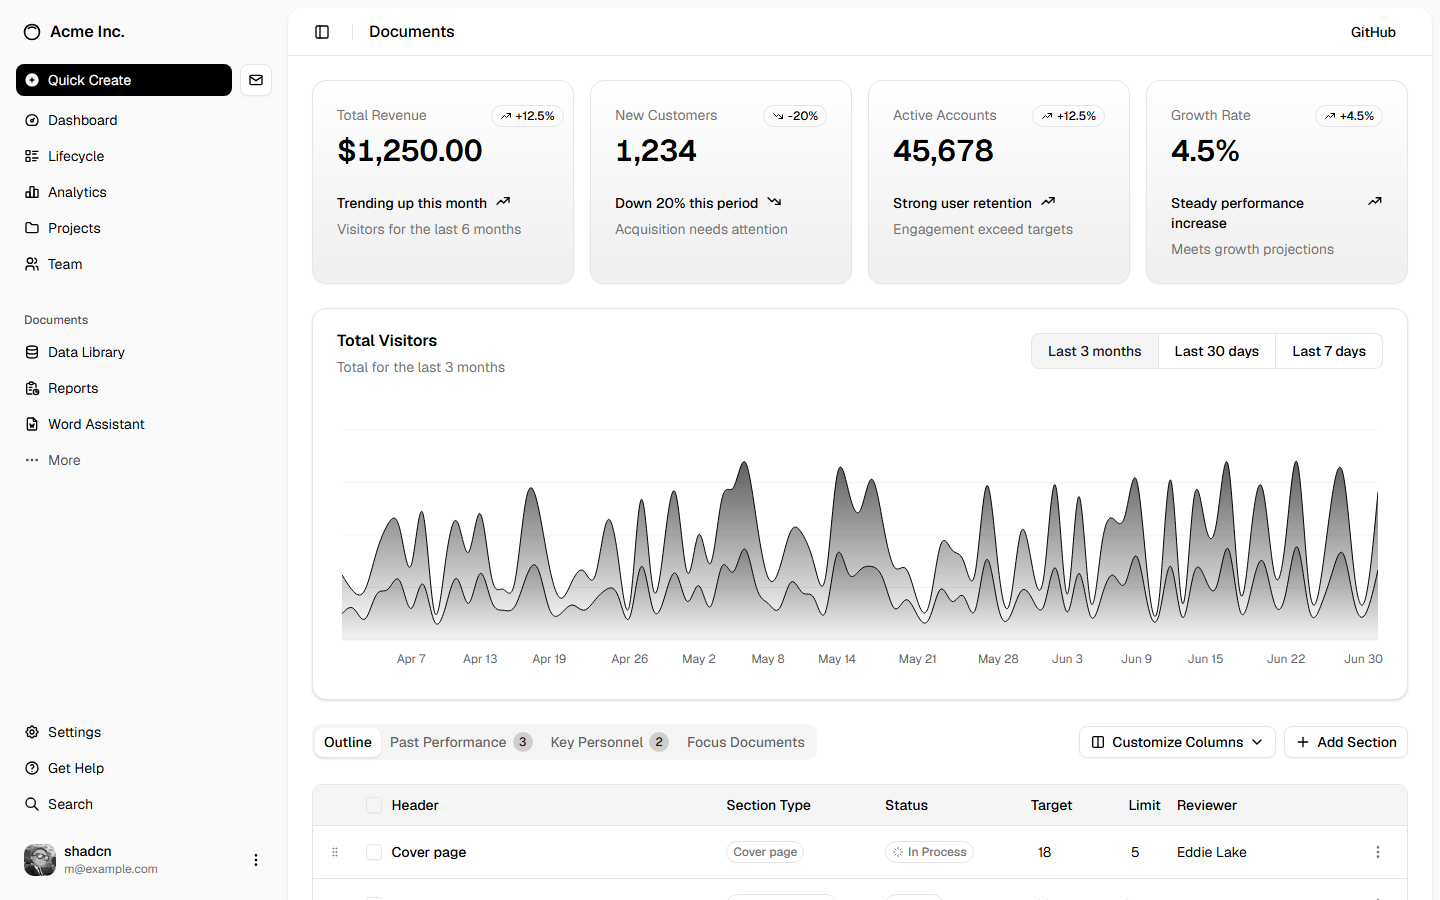 Acme Inc.
Quick Create
Dashboard
Lifecycle
Analytics
Projects
Team
Documents
Data Library
Reports
Word Assistant
More
Settings
Get Help
Search
shadcn
m@example.com
Documents
GitHub
Total Revenue
+12.5%
$1,250.00
Trending up this month
Visitors for the last 6 months
New Customers
-20%
1,234
Down 20% this period
Acquisition needs attention
Active Accounts
+12.5%
45,678
Strong user retention
Engagement exceed targets
Growth Rate
+4.5%
4.5%
Steady performance
increase
Meets growth projections
Total Visitors
Total for the last 3 months
Last 3 months
Last 30 days
Last 7 days
Apr 7
Apr 13
Apr 19
Apr 26
May 2
May 8
May 14
May 21
May 28
Jun 3
Jun 9
Jun 15
Jun 22
Jun 30
Outline
Past Performance 3
Key Personnel 2
Focus Documents
Customize Columns
Add Section
Header
Section Type
Status
Target
Limit
Reviewer
Cover page
Cover page
In Process
18
5
Eddie Lake